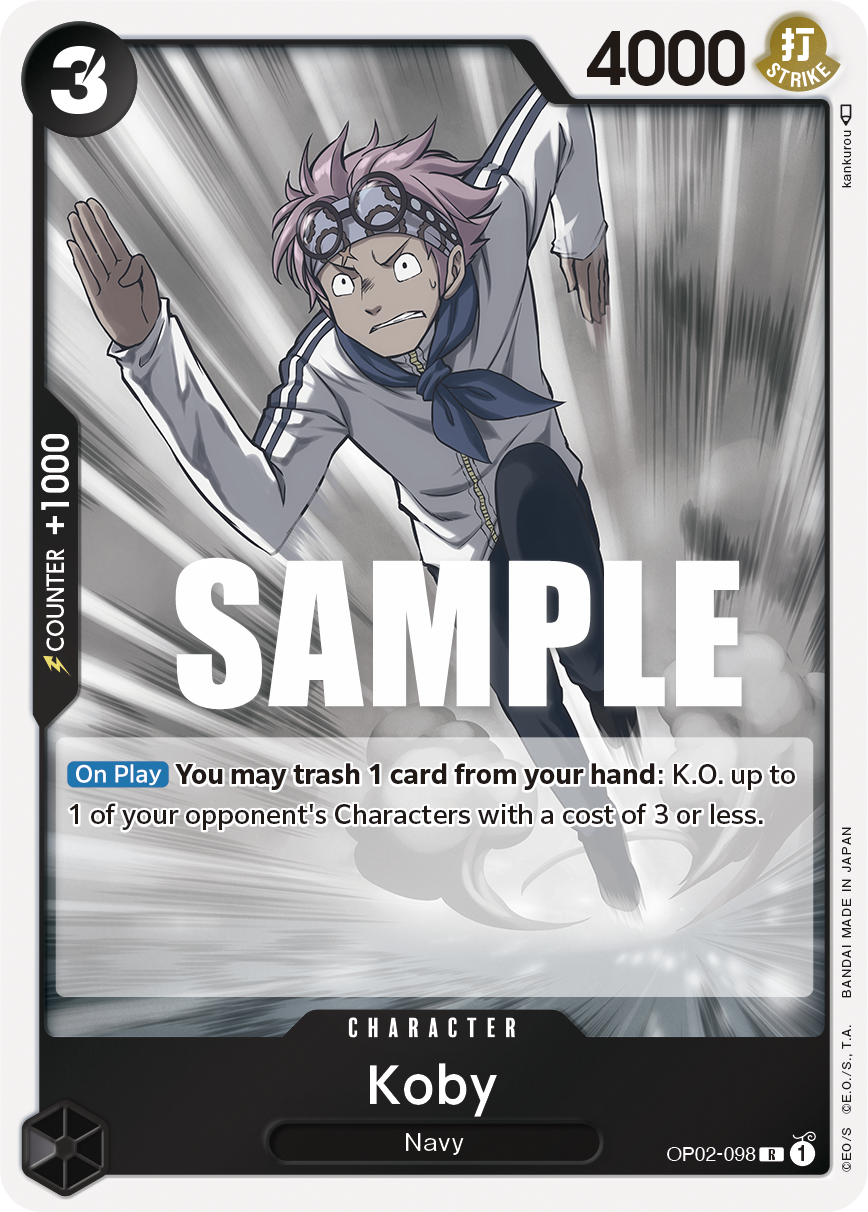 3
4000
打
STRIKE
kankurou
COUNTER +1000
SAMPLE
On Play You may trash 1 card from your hand: K.O. up to
1 of your opponent's Characters with a cost of 3 or less.
CHARACTER
Koby
Navy
OP02-098 R 1
©EO/S ©E.O./S., T.A. BANDAI MADE IN JAPAN